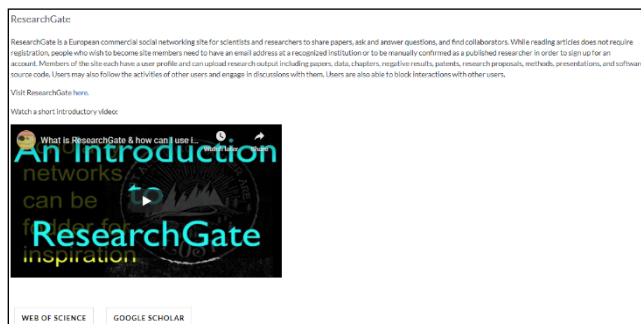 ResearchGate
ResearchGate is a European commercial social networking site for scientists and researchers to share papers, ask and answer questions, and find collaborators. While reading articles does not require
registration, people who wish to become site members need to have an email address at a recognized institution or to be manually confirmed as a published researcher in order to sign up for an
account. Members of the site each have a user profile and can upload research output including papers, data, chapters, negative results, patents, research proposals, methods, presentations, and software
source code. Users may also follow the activities of other users and engage in discussions with them. Users are also able to block interactions with other users.
Visit ResearchGate here.
Watch a short introductory video:
What is ResearchGate & how can I use i...
Watch later
Share
An Introduction
networks
to
can be
fodder for
ResearchGate
inspiration
WEB OF SCIENCE
GOOGLE SCHOLAR